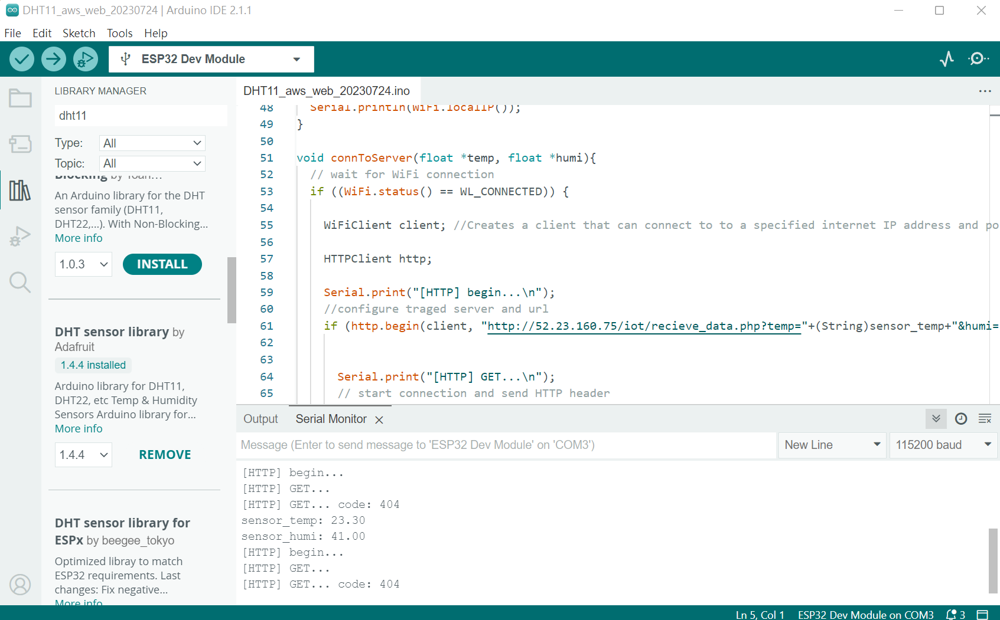 DHT11_aws_web_20230724 | Arduino IDE 2.1.1
File Edit Sketch Tools Help
ESP32 Dev Module
LIBRARY MANAGER
dht11
Type: All
Topic: All
Blocking by Toan...
An Arduino library for the DHT
sensor family (DHT11,
DHT22,...). With Non-Blocking...
More info
1.0.3 INSTALL
DHT sensor library by
Adafruit
1.4.4 installed
Arduino library for DHT11,
DHT22, etc Temp & Humidity
Sensors Arduino library for...
More info
1.4.4 REMOVE
DHT sensor library for
ESPx by beegee_tokyo
Optimized libray to match
ESP32 requirements. Last
changes: Fix negative...
More info
DHT11_aws_web_20230724.ino
48 Serial.println(WiFi.localIP());
49 }
50
51 void connToServer(float *temp, float *humi){
52 // wait for WiFi connection
53 if ((WiFi.status() == WL_CONNECTED)) {
54
55 WiFiClient client; //Creates a client that can connect to to a specified internet IP address and po
56
57 HTTPClient http;
58
59 Serial.print("[HTTP] begin...\n");
60 //configure traged server and url
61 if (http.begin(client, "http://52.23.160.75/iot/recieve_data.php?temp="+(String)sensor_temp+"&humi=
62
63
64 Serial.print("[HTTP] GET...\n");
65 // start connection and send HTTP header
Output Serial Monitor
Message (Enter to send message to 'ESP32 Dev Module' on 'COM3')
New Line 115200 baud
[HTTP] begin...
[HTTP] GET...
[HTTP] GET... code: 404
sensor_temp: 23.30
sensor_humi: 41.00
[HTTP] begin...
[HTTP] GET...
[HTTP] GET... code: 404
Ln 5, Col 1 ESP32 Dev Module on COM3 3